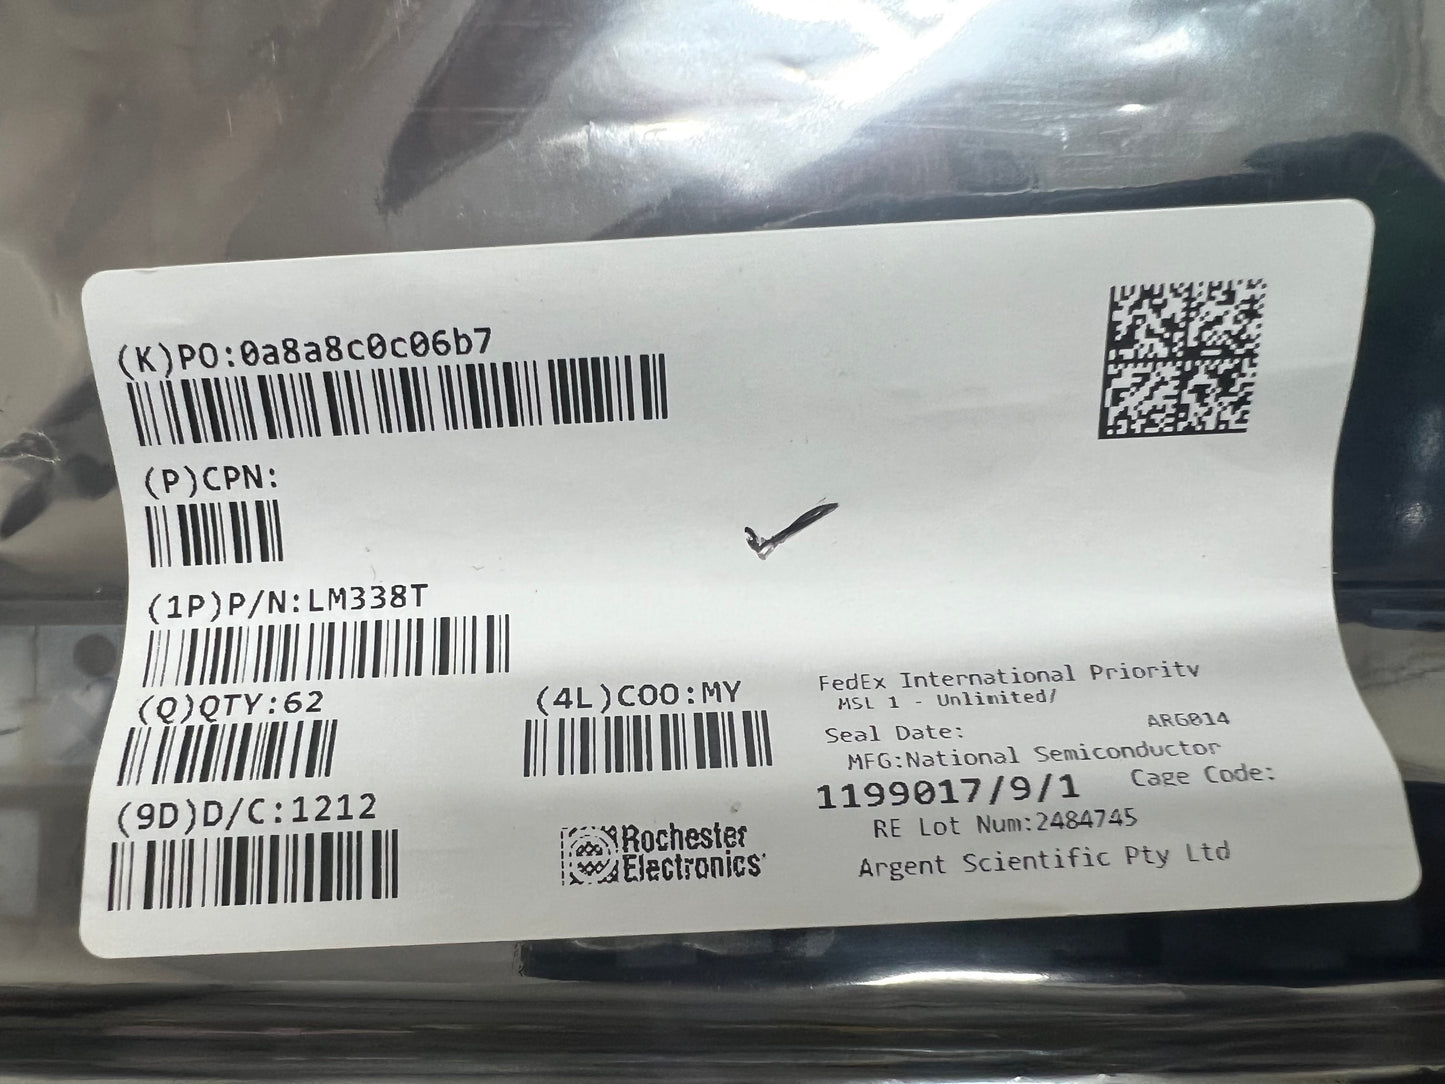 (K)PO:0a8a8c0c06b7
(P)CPN:
(1P)P/N:LM338T
(Q)QTY:62
(4L)COO:MY
(9D)D/C:1212
Rochester
Electronics
FedEx International Priority
MSL 1 - Unlimited/
Seal Date:
ARG014
MFG:National Semiconductor
1199017/9/1
Cage Code:
RE Lot Num:2484745
Argent Scientific Pty Ltd